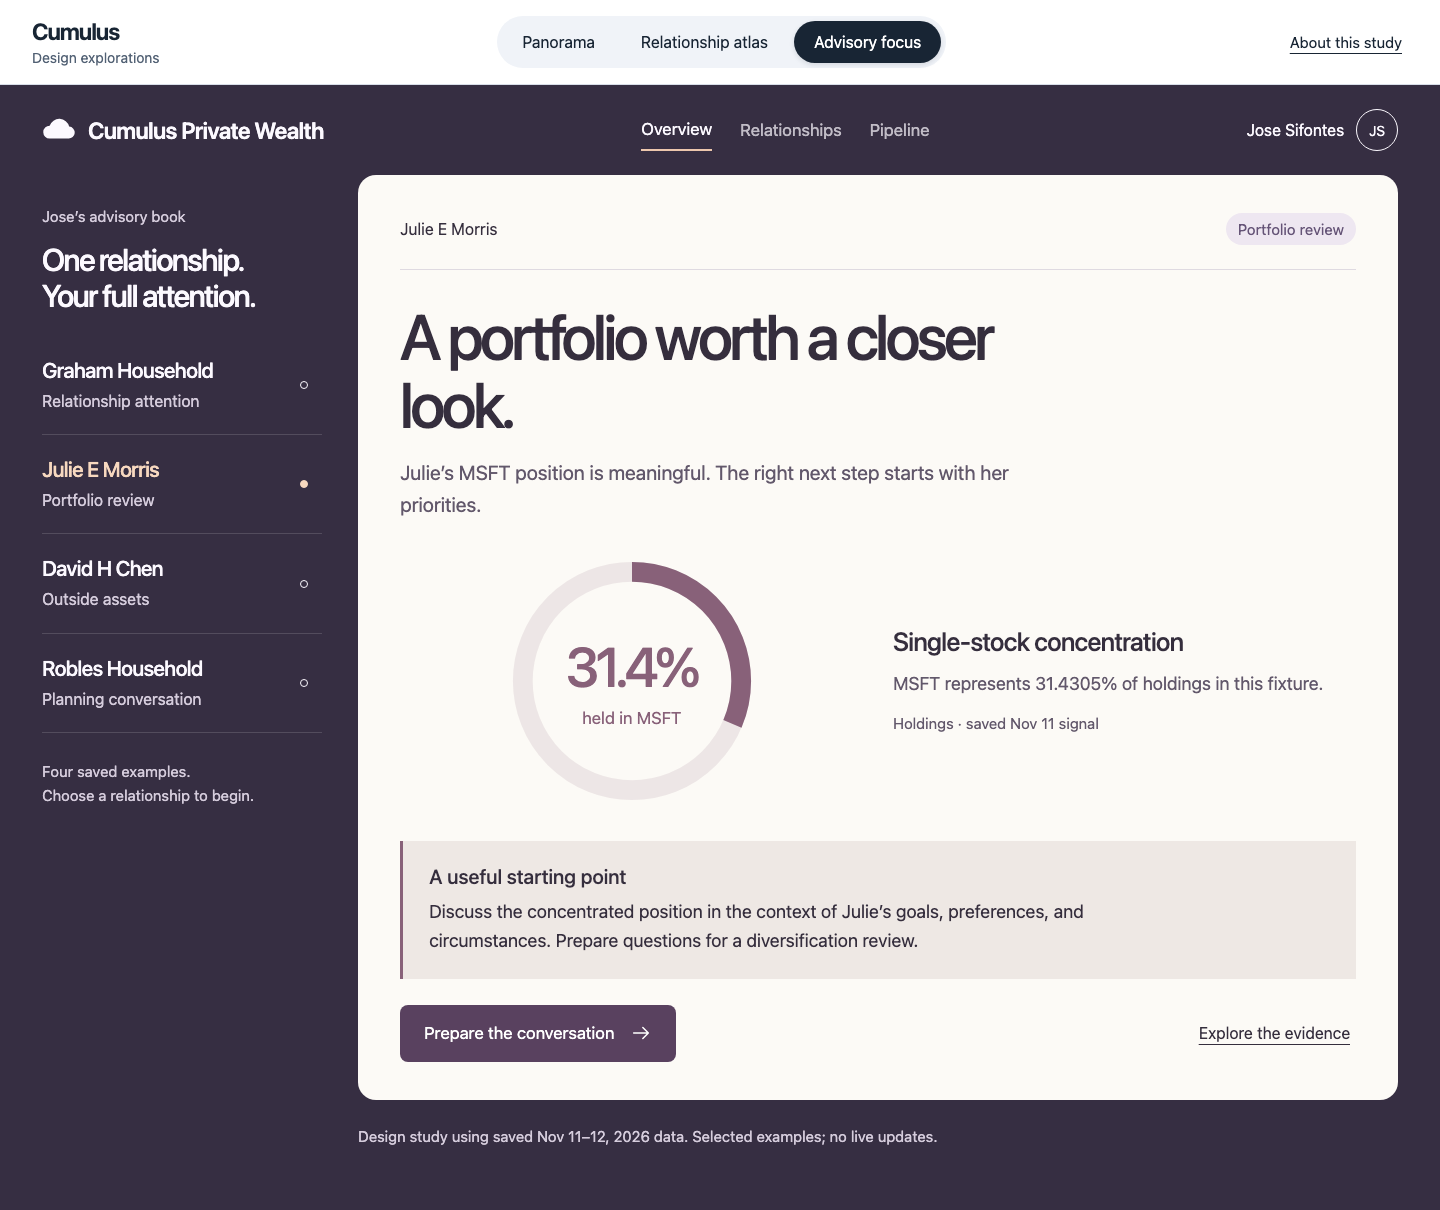 Cumulus
Design explorations
Panorama
Relationship atlas
Advisory focus
About this study
Cumulus Private Wealth
Overview
Relationships
Pipeline
Jose Sifontes
JS
Jose’s advisory book
One relationship.
Your full attention.
Graham Household
Relationship attention
Julie E Morris
Portfolio review
David H Chen
Outside assets
Robles Household
Planning conversation
Four saved examples.
Choose a relationship to begin.
Julie E Morris
Portfolio review
A portfolio worth a closer
look.
Julie’s MSFT position is meaningful. The right next step starts with her
priorities.
31.4%
held in MSFT
Single-stock concentration
MSFT represents 31.4305% of holdings in this fixture.
Holdings · saved Nov 11 signal
A useful starting point
Discuss the concentrated position in the context of Julie’s goals, preferences, and
circumstances. Prepare questions for a diversification review.
Prepare the conversation
Explore the evidence
Design study using saved Nov 11–12, 2026 data. Selected examples; no live updates.